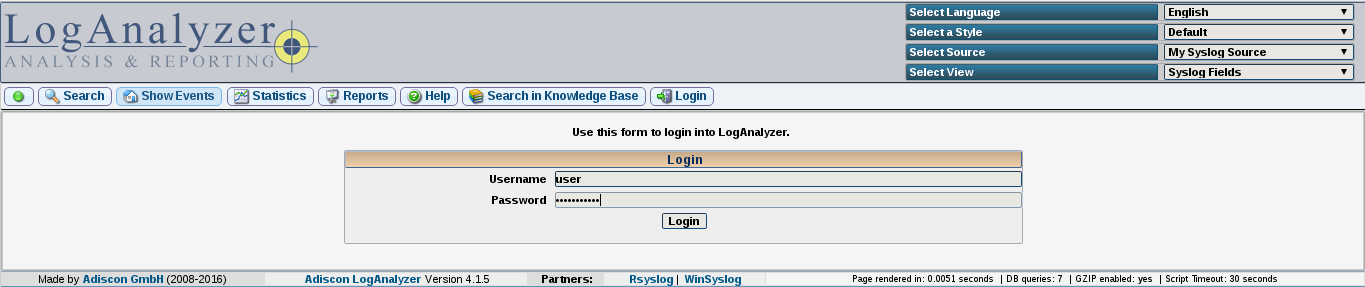 LogAnalyzer
ANALYSIS & REPORTING
Select Language English
Select a Style Default
Select Source My Syslog Source
Select View Syslog Fields
Search Show Events Statistics Reports Help Search in Knowledge Base Login
Use this form to login into LogAnalyzer.
Login
Username user
Password •••••••••••
Login
Made by Adiscon GmbH (2008-2016) Adiscon LogAnalyzer Version 4.1.5 Partners: Rsyslog | WinSyslog Page rendered in: 0.0051 seconds | DB queries: 7 | GZIP enabled: yes | Script Timeout: 30 seconds